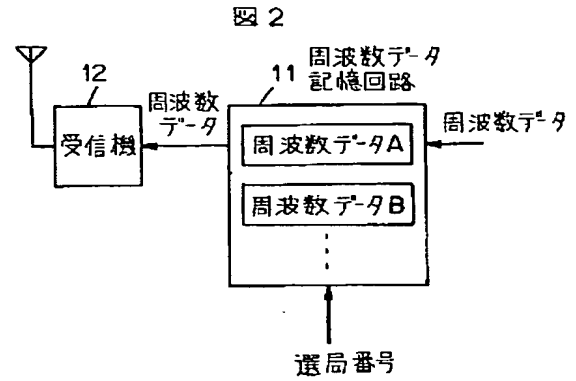 図2
12
11
周波数データ
記憶回路
周波数
データ
周波数データ
受信機
周波数データA
周波数データB
選局番号